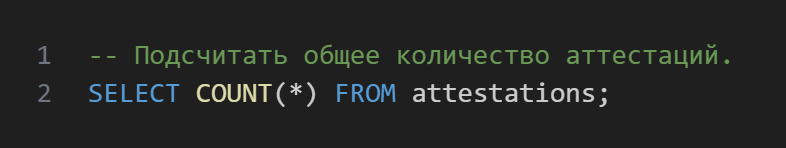 1 -- Подсчитать общее количество аттестаций.
2 SELECT COUNT(*) FROM attestations;